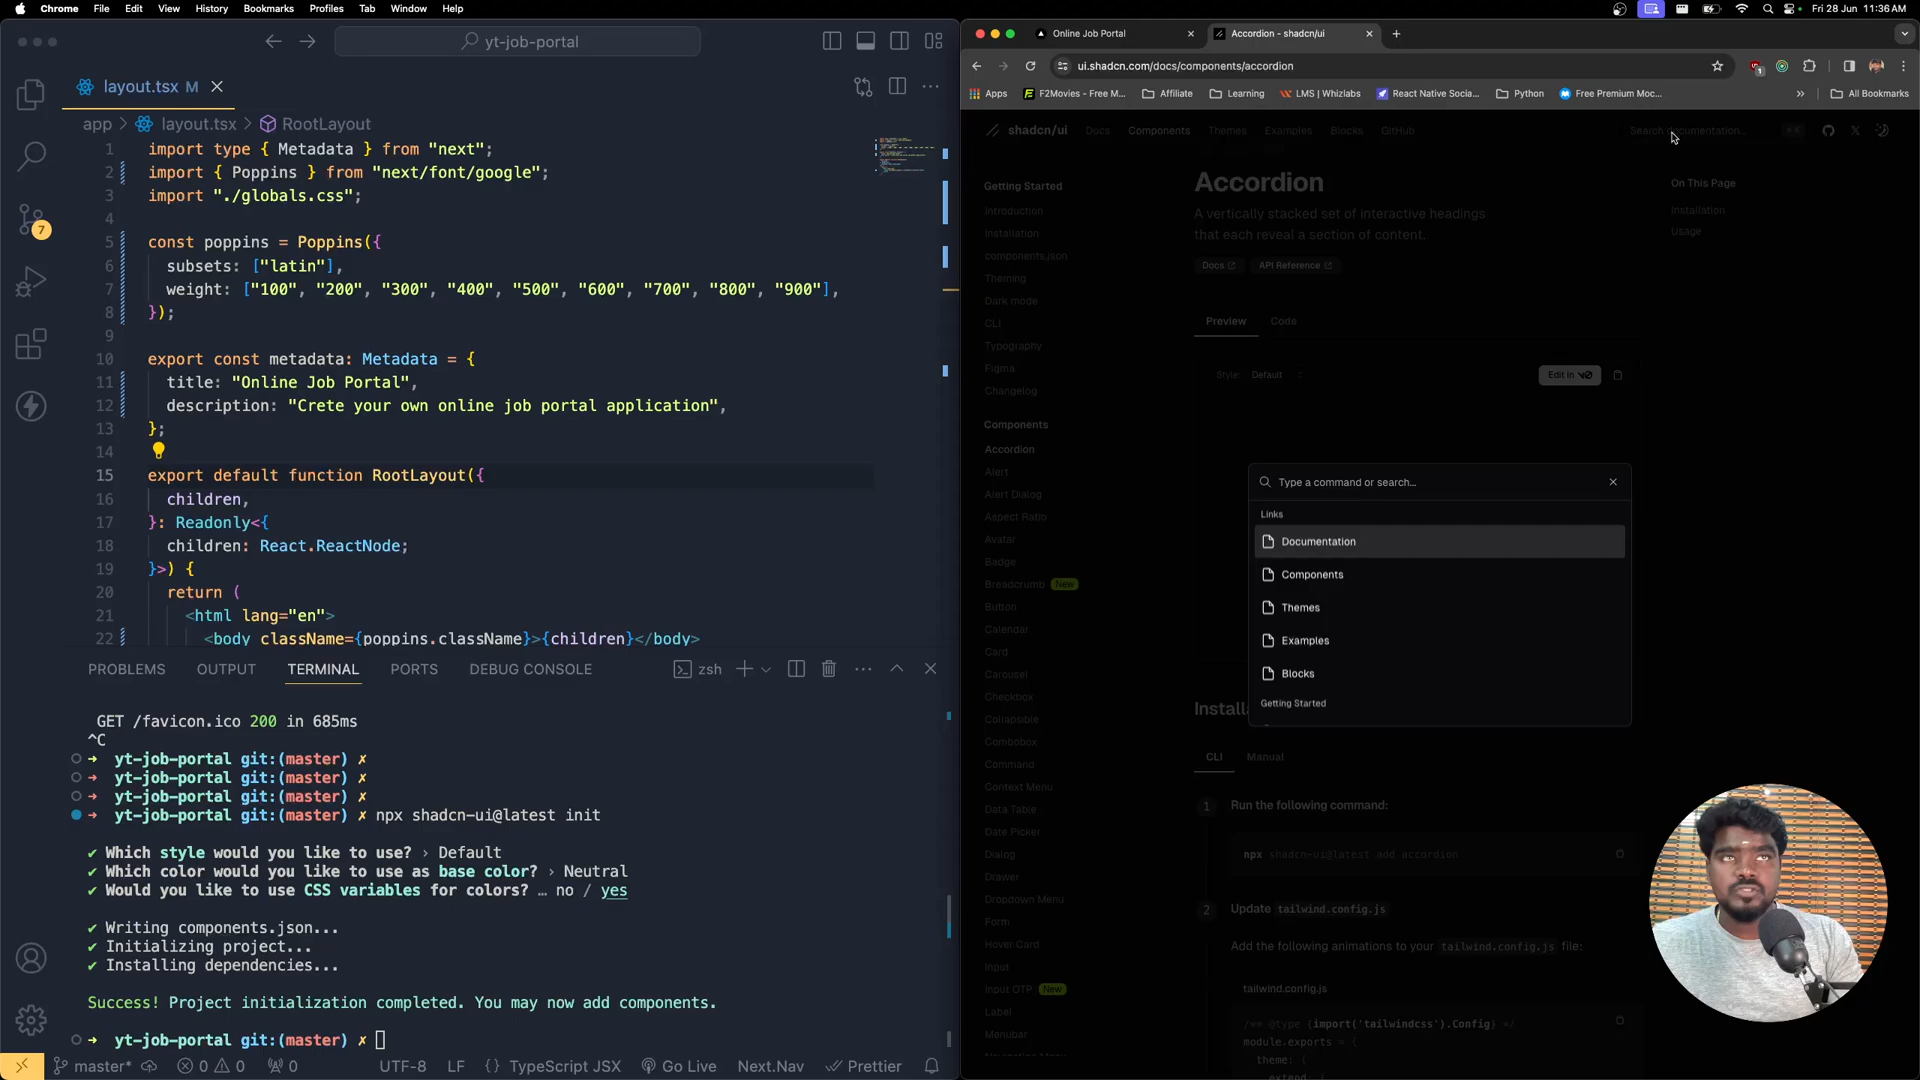 Chrome File Edit View History Bookmarks Profiles Tab Window Help
Fri 28 Jun 11:36 AM
yt-job-portal
layout.tsx M
app > layout.tsx > RootLayout
1 import type { Metadata } from "next";
2 import { Poppins } from "next/font/google";
3 import "./globals.css";
4
5 const poppins = Poppins({
6 subsets: ["latin"],
7 weight: ["100", "200", "300", "400", "500", "600", "700", "800", "900"],
8 });
9
10 export const metadata: Metadata = {
11 title: "Online Job Portal",
12 description: "Crete your own online job portal application",
13 };
14
15 export default function RootLayout({
16 children,
17 }: Readonly<{
18 children: React.ReactNode;
19 }>) {
20 return (
21 <html lang="en">
22 <body className={poppins.className}>{children}</body>
7
PROBLEMS OUTPUT TERMINAL PORTS DEBUG CONSOLE
zsh
GET /favicon.ico 200 in 685ms
^C
➜ yt-job-portal git:(master) ✗
➜ yt-job-portal git:(master) ✗
➜ yt-job-portal git:(master) ✗
➜ yt-job-portal git:(master) ✗ npx shadcn-ui@latest init
✔ Which style would you like to use? › Default
✔ Which color would you like to use as base color? › Neutral
✔ Would you like to use CSS variables for colors? … no / yes
✔ Writing components.json...
✔ Initializing project...
✔ Installing dependencies...
Success! Project initialization completed. You may now add components.
➜ yt-job-portal git:(master) ✗
master* 0 0 0 UTF-8 LF {} TypeScript JSX Go Live Next.Nav Prettier
Online Job Portal
Accordion - shadcn/ui
ui.shadcn.com/docs/components/accordion
1
Apps F2Movies - Free M... Affiliate Learning LMS | Whizlabs React Native Socia... Python Free Premium Moc... » All Bookmarks
shadcn/ui Docs Components Themes Examples Blocks GitHub
Search documentation... ⌘K
Getting Started
Introduction
Installation
components.json
Theming
Dark mode
CLI
Typography
Figma
Changelog
Components
Accordion
Alert
Alert Dialog
Aspect Ratio
Avatar
Badge
Breadcrumb New
Button
Calendar
Card
Carousel
Checkbox
Collapsible
Combobox
Command
Context Menu
Data Table
Date Picker
Dialog
Drawer
Dropdown Menu
Form
Hover Card
Input
Input OTP New
Label
Menubar
Accordion
A vertically stacked set of interactive headings
that each reveal a section of content.
Docs API Reference
Preview Code
Style: Default
Edit in v0
On This Page
Installation
Usage
Type a command or search...
Links
Documentation
Components
Themes
Examples
Blocks
Getting Started
Installa
CLI Manual
1 Run the following command:
npx shadcn-ui@latest add accordion
2 Update tailwind.config.js
Add the following animations to your tailwind.config.js file:
tailwind.config.js
/** @type {import('tailwindcss').Config} */
module.exports = {
theme: {
extend: {